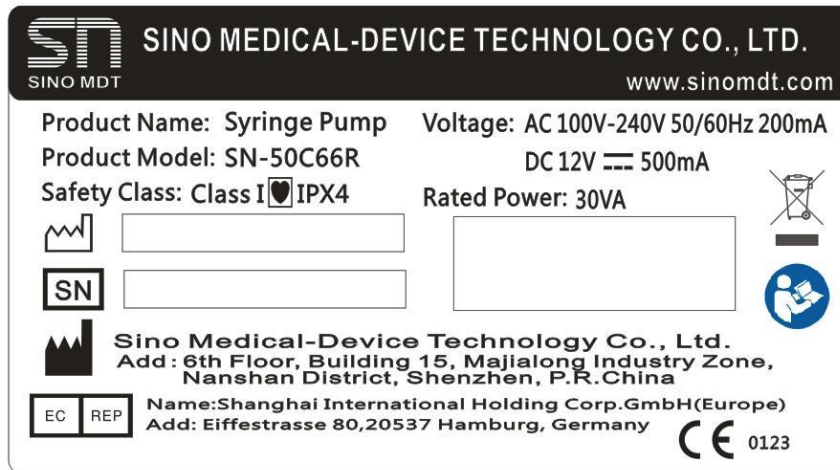 SINO MEDICAL-DEVICE TECHNOLOGY CO., LTD.
SINO MDT
www.sinomdt.com
Product Name: Syringe Pump
Product Model: SN-50C66R
Safety Class: Class I IPX4
Voltage: AC 100V-240V 50/60Hz 200mA
DC 12V 500mA
Rated Power: 30VA
SN
Sino Medical-Device Technology Co., Ltd.
Add : 6th Floor, Building 15, Majialong Industry Zone,
Nanshan District, Shenzhen, P.R.China
EC REP
Name:Shanghai International Holding Corp.GmbH(Europe)
Add: Eiffestrasse 80,20537 Hamburg, Germany
CE 0123